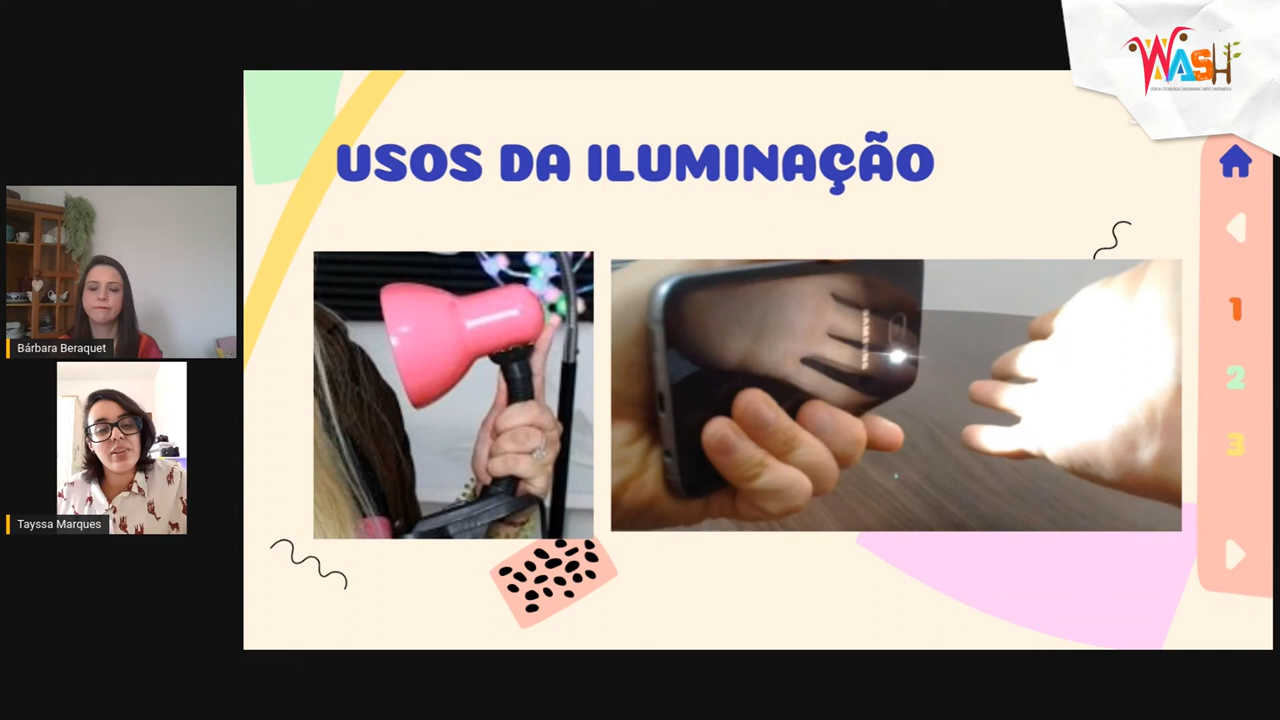 WASH
USOS DA ILUMINAÇÃO
1
2
3
Bárbara Beraquet
Tayssa Marques